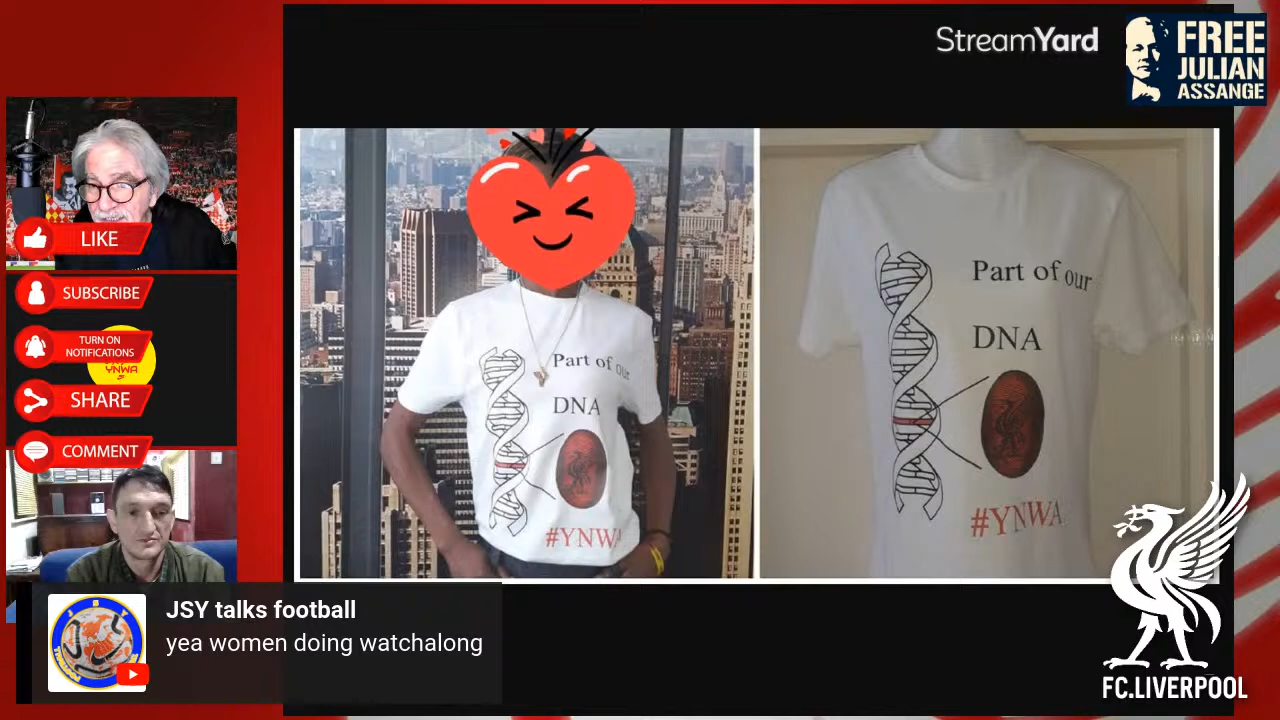 StreamYard
FREE
JULIAN
ASSANGE
LIKE
SUBSCRIBE
TURN ON
NOTIFICATIONS
YNWA
SHARE
COMMENT
Part of our
DNA
#YNWA
Part of our
DNA
#YNWA
JSY talks football
yea women doing watchalong
FC.LIVERPOOL